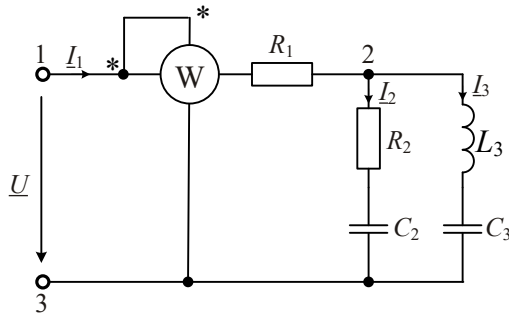 *
1
I₁
*
W
R₁
2
I₂
I₃
U
R₂
L₃
C₂
C₃
3